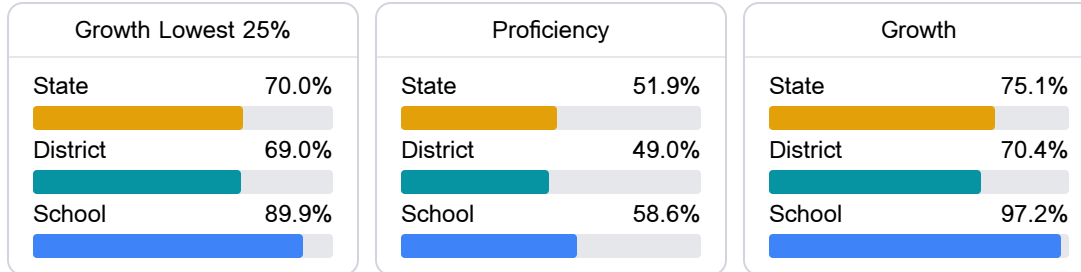 Growth Lowest 25%
State 70.0%
District 69.0%
School 89.9%
Proficiency
State 51.9%
District 49.0%
School 58.6%
Growth
State 75.1%
District 70.4%
School 97.2%